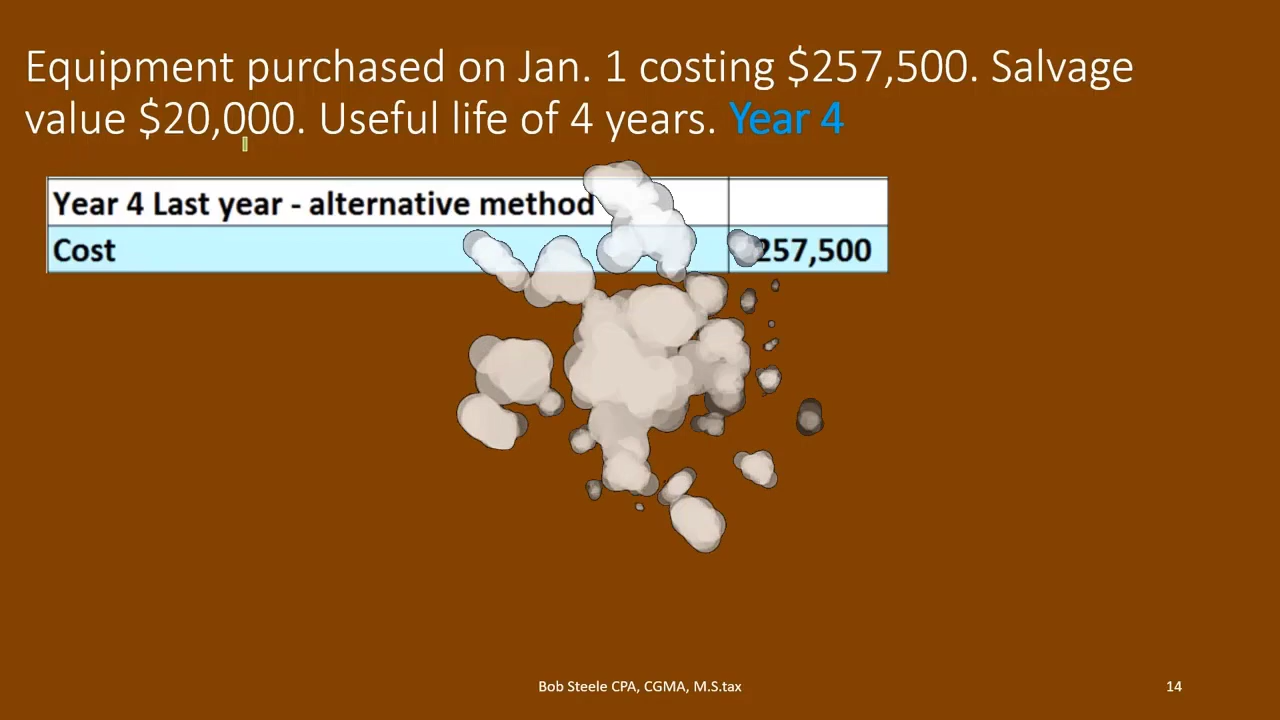 Equipment purchased on Jan. 1 costing $257,500. Salvage
value $20,000. Useful life of 4 years. Year 4
Year 4 Last year - alternative method
Cost 257,500
Bob Steele CPA, CGMA, M.S.tax 14